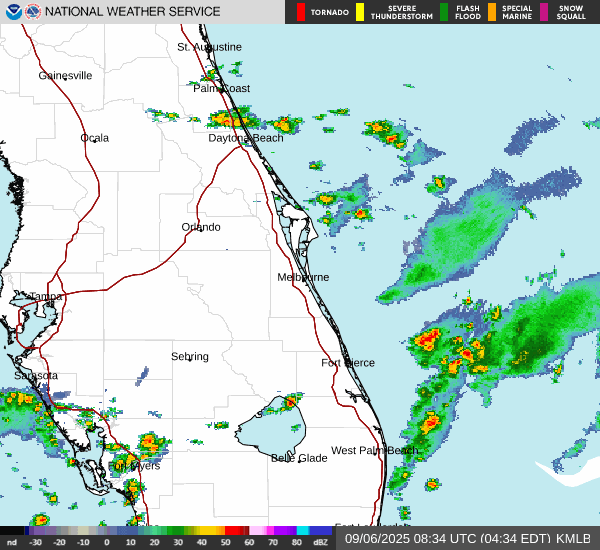 NATIONAL WEATHER SERVICE
TORNADO
SEVERE THUNDERSTORM
FLASH FLOOD
SPECIAL MARINE
SNOW SQUALL
St. Augustine
Gainesville
Palm Coast
Ocala
Daytona Beach
Orlando
Melbourne
Tampa
Sebring
Fort Pierce
Sarasota
West Palm Beach
Belle Glade
Fort Myers
nd -30 -20 -10 0 10 20 30 40 50 60 70 80 dBZ
09/06/2025 08:34 UTC (04:34 EDT) KMLB